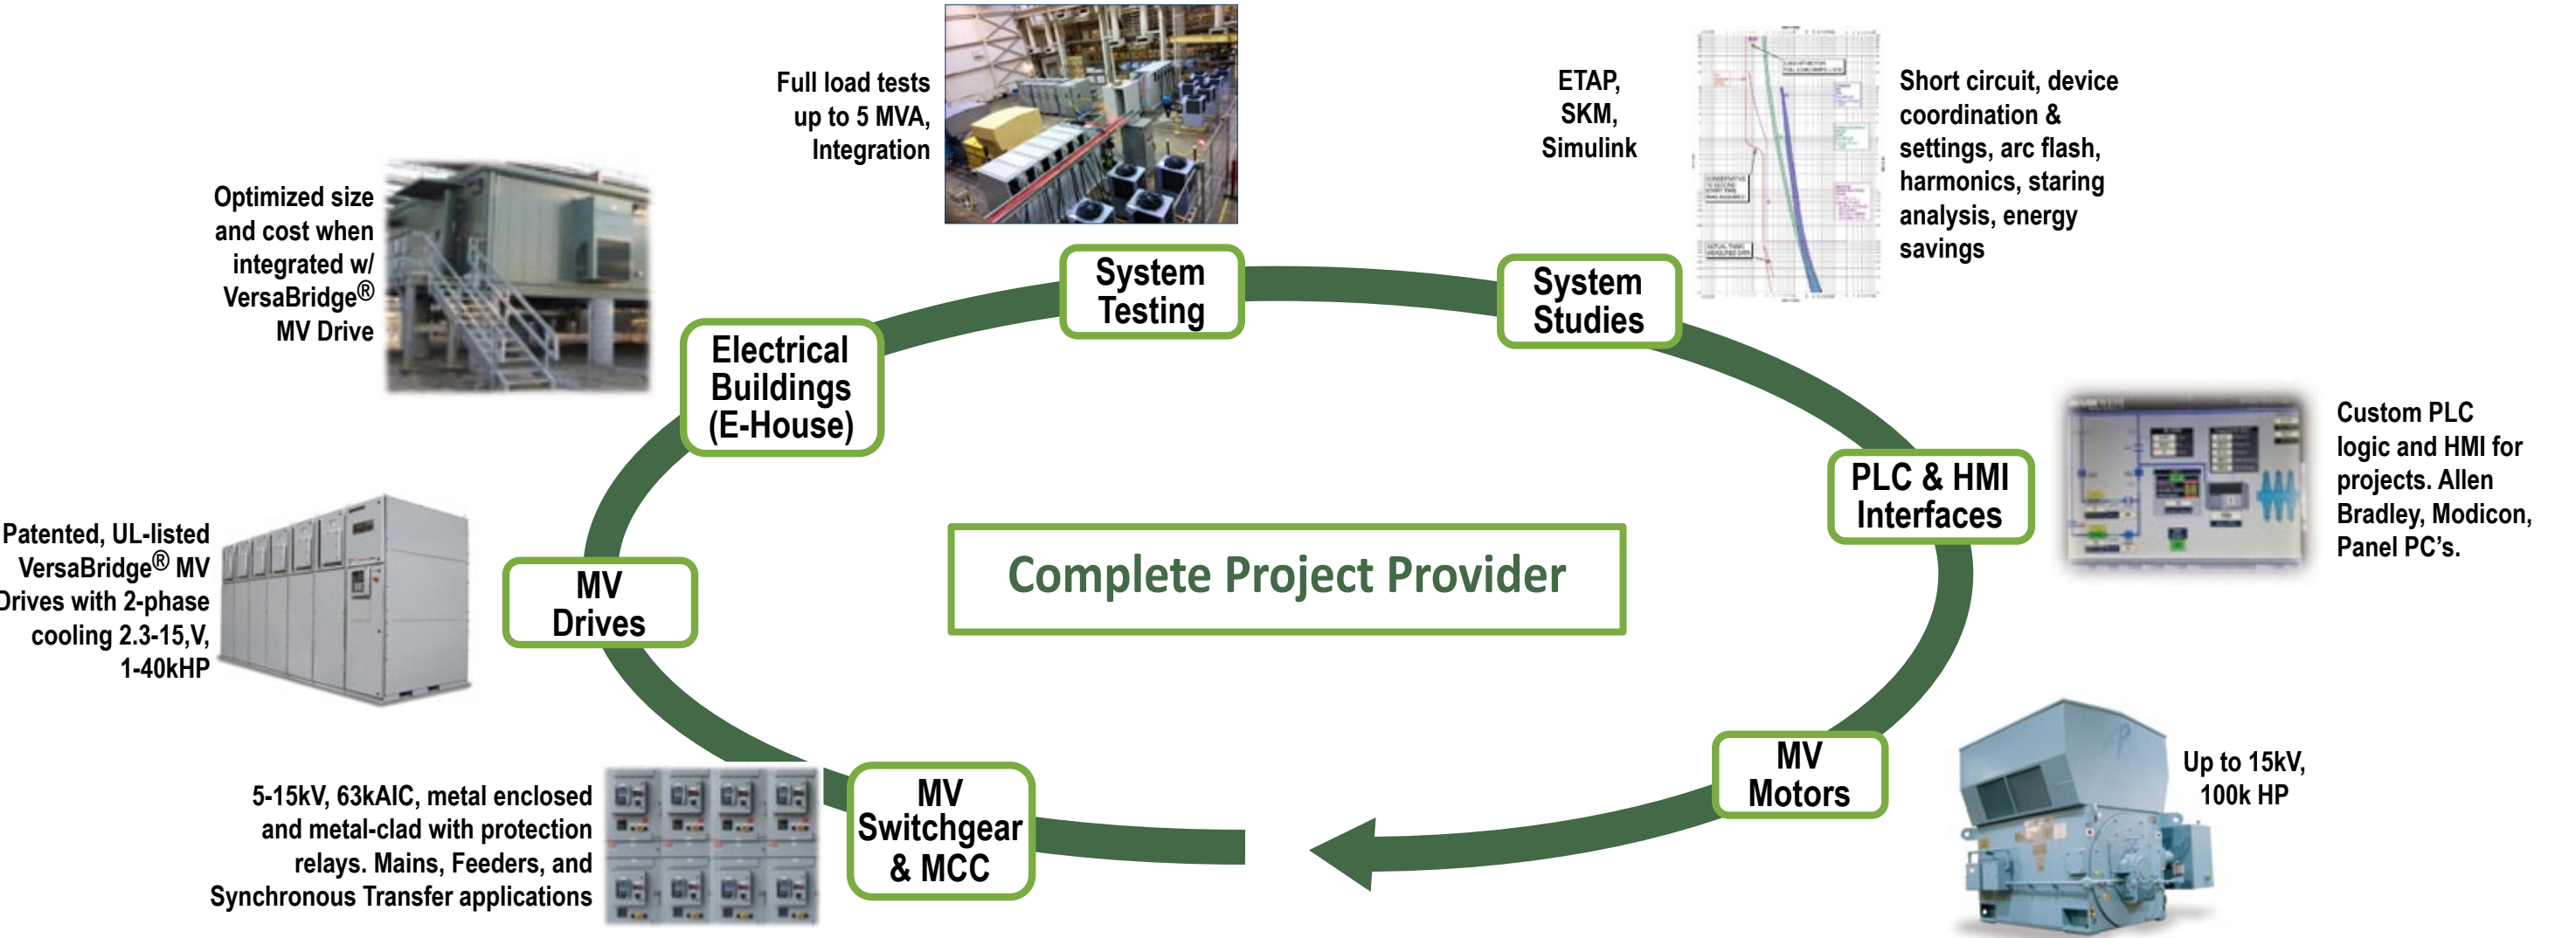 Full load tests
up to 5 MVA,
Integration
ETAP,
SKM,
Simulink
Short circuit, device
coordination &
settings, arc flash,
harmonics, staring
analysis, energy
savings
Optimized size
and cost when
integrated w/
VersaBridge®
MV Drive
System
Testing
System
Studies
Electrical
Buildings
(E-House)
Custom PLC
logic and HMI for
projects. Allen
Bradley, Modicon,
Panel PC's.
PLC & HMI
Interfaces
Patented, UL-listed
VersaBridge® MV
Drives with 2-phase
cooling 2.3-15,V,
1-40kHP
MV
Drives
Complete Project Provider
MV
Motors
Up to 15kV,
100k HP
5-15kV, 63kAIC, metal enclosed
and metal-clad with protection
relays. Mains, Feeders, and
Synchronous Transfer applications
MV
Switchgear
& MCC